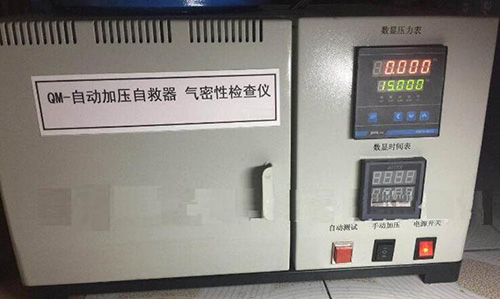 QM-自动加压自救器 气密性检查仪
数显压力表
0.000
15.000
数显时间表
自动测试 手动加压 电源开关